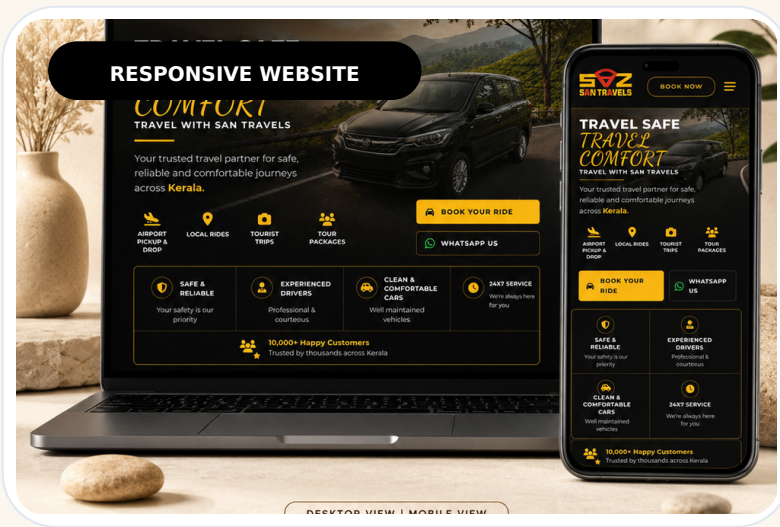 RESPONSIVE WEBSITE
COMFORT
TRAVEL WITH SAN TRAVELS
Your trusted travel partner for safe,
reliable and comfortable journeys
across Kerala.
AIRPORT
PICKUP &
DROP
LOCAL RIDES
TOURIST
TRIPS
TOUR
PACKAGES
BOOK YOUR RIDE
WHATSAPP US
SAFE &
RELIABLE
Your safety is our
priority
EXPERIENCED
DRIVERS
Professional &
courteous
CLEAN &
COMFORTABLE
CARS
Well maintained
vehicles
24X7 SERVICE
We're always here
for you
10,000+ Happy Customers
Trusted by thousands across Kerala
SAN TRAVELS
BOOK NOW
TRAVEL SAFE
TRAVEL
COMFORT
TRAVEL WITH SAN TRAVELS
Your trusted travel partner for safe,
reliable and comfortable journeys
across Kerala.
AIRPORT
PICKUP &
DROP
LOCAL RIDES
TOURIST
TRIPS
TOUR
PACKAGES
BOOK YOUR
RIDE
WHATSAPP
US
SAFE &
RELIABLE
Your safety is our
priority
EXPERIENCED
DRIVERS
Professional &
courteous
CLEAN &
COMFORTABLE
CARS
Well maintained
vehicles
24X7 SERVICE
We're always here
for you
10,000+ Happy Customers
Trusted by thousands across Kerala
DESKTOP VIEW | MOBILE VIEW